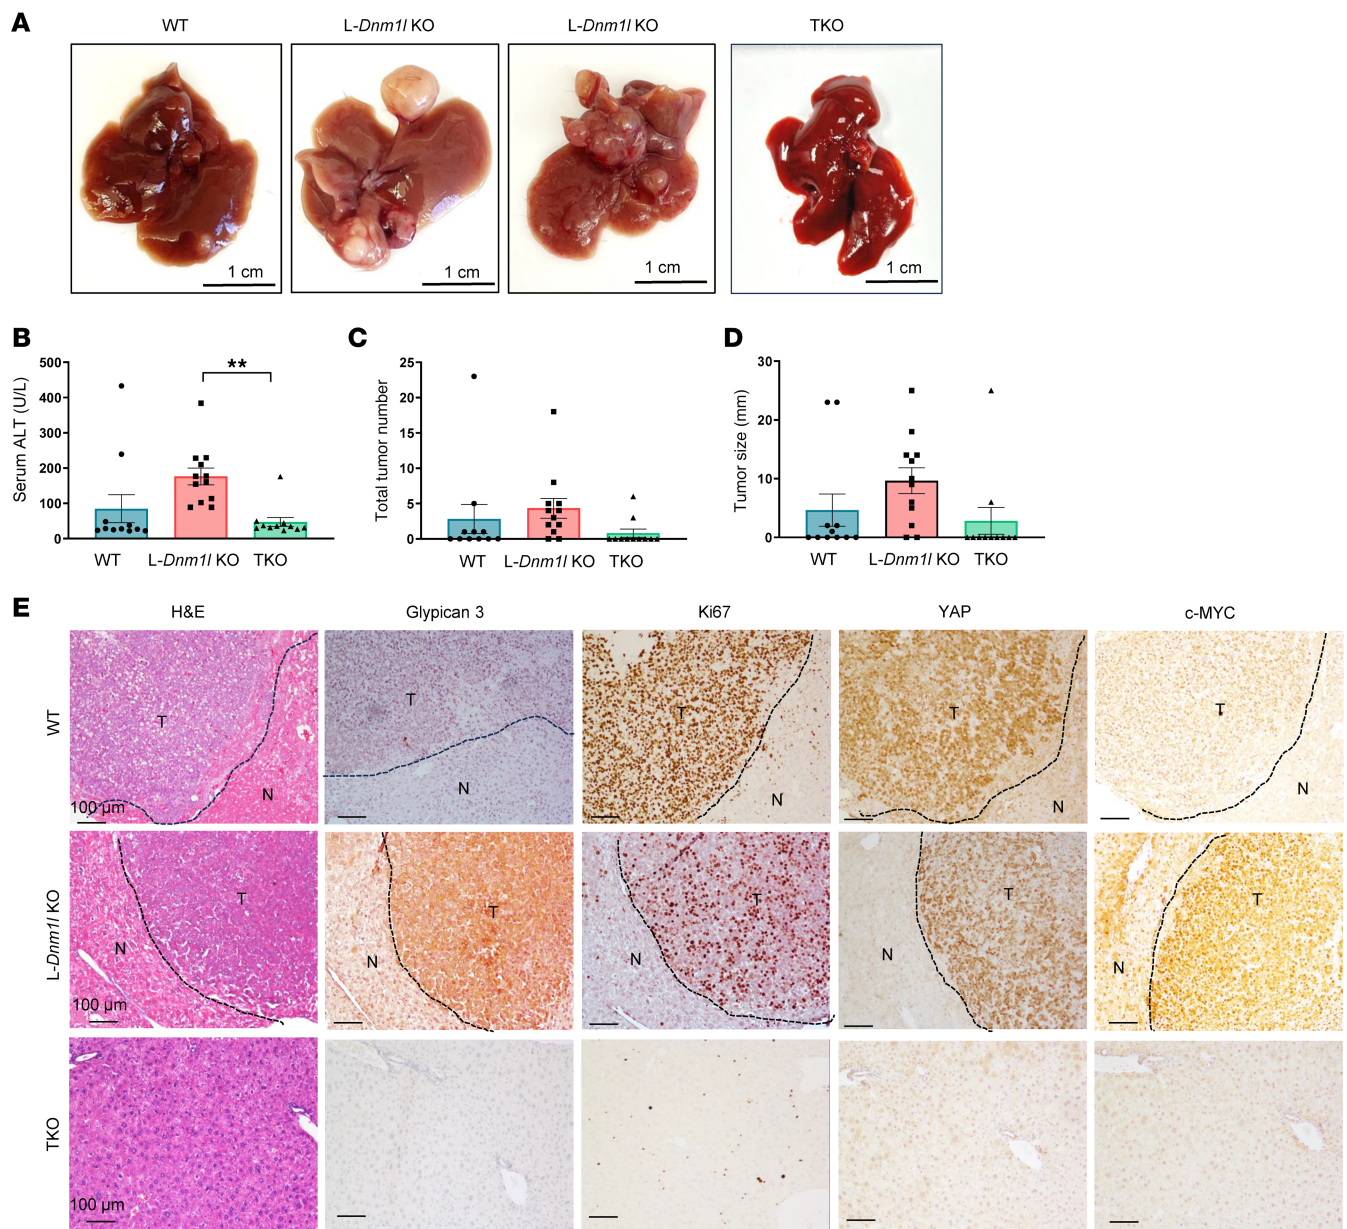 A
WT
L-Dnm1l KO
L-Dnm1l KO
TKO
1 cm
1 cm
1 cm
1 cm
B
Serum ALT (U/L)
500
400
300
200
100
0
**
WT
L-Dnm1l KO
TKO
C
Total tumor number
25
20
15
10
5
0
WT
L-Dnm1l KO
TKO
D
Tumor size (mm)
30
20
10
0
WT
L-Dnm1l KO
TKO
E
H&E
Glypican 3
Ki67
YAP
c-MYC
WT
T
N
100 µm
T
N
T
N
T
N
T
N
L-Dnm1l KO
T
N
100 µm
T
N
T
N
T
N
T
N
TKO
100 µm